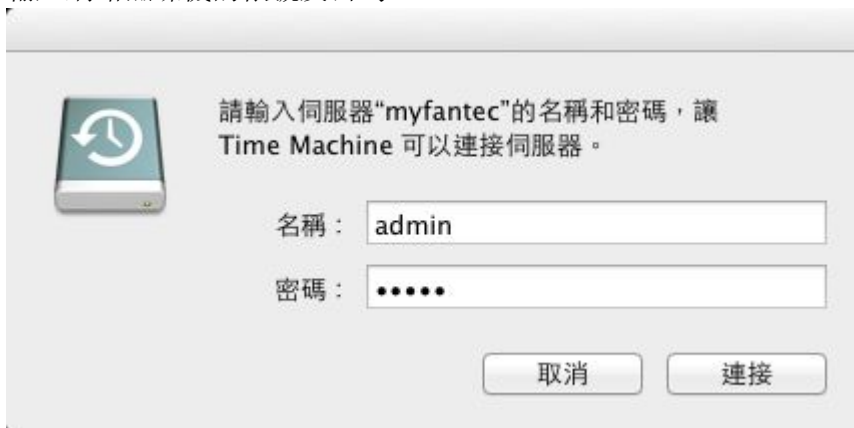 請輸入伺服器“myfantec”的名稱和密碼，讓
Time Machine 可以連接伺服器。
名稱： admin
密碼： •••••
取消 連接